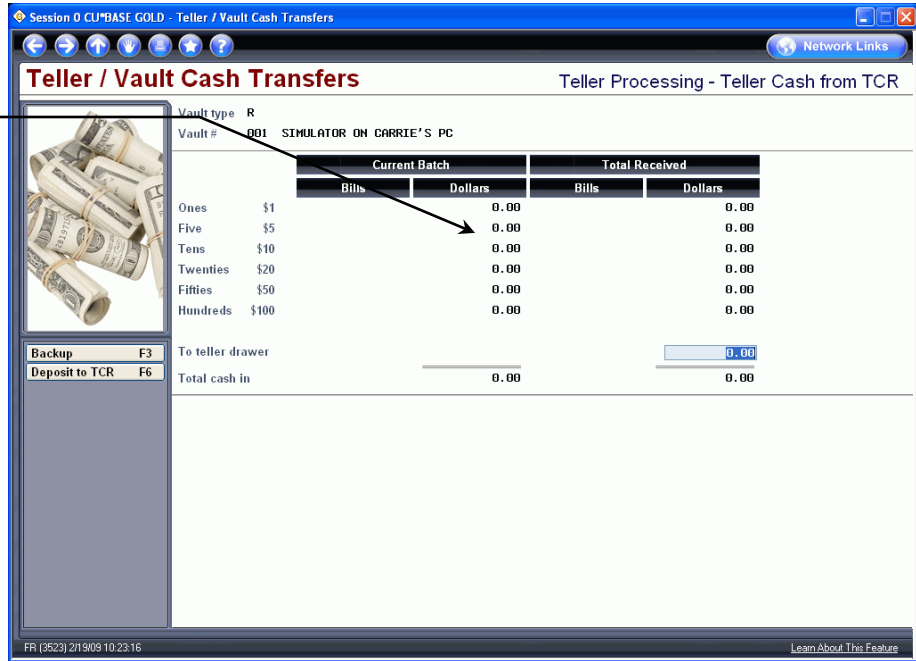 Session 0 CU*BASE GOLD - Teller / Vault Cash Transfers
Network Links
Teller / Vault Cash Transfers
Teller Processing - Teller Cash from TCR
Vault type R
Vault # 001 SIMULATOR ON CARRIE'S PC
Current Batch Total Received
Bills Dollars Bills Dollars
Ones $1 0.00 0.00
Five $5 0.00 0.00
Tens $10 0.00 0.00
Twenties $20 0.00 0.00
Fifties $50 0.00 0.00
Hundreds $100 0.00 0.00
Backup F3
Deposit to TCR F6
To teller drawer 0.00
Total cash in 0.00 0.00
FR (3523) 2/19/09 10:23:16
Learn About This Feature